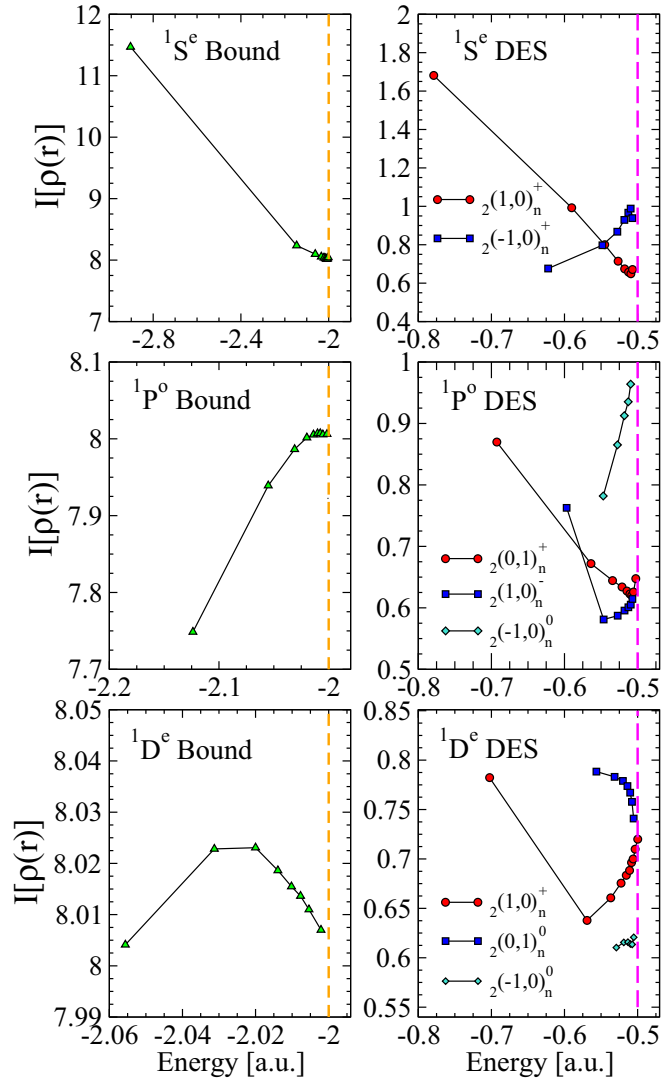 ¹Sᵉ Bound
I[ρ(r)]
12
11
10
9
8
7
-2.8 -2.4 -2
¹Sᵉ DES
2
1.8
1.6
1.4
1.2
1
0.8
0.6
0.4
₂(1,0)ₙ⁺
₂(-1,0)ₙ⁺
-0.8 -0.7 -0.6 -0.5
¹Pᵒ Bound
I[ρ(r)]
8.1
8
7.9
7.8
7.7
-2.2 -2.1 -2
¹Pᵒ DES
1
0.9
0.8
0.7
0.6
0.5
₂(0,1)ₙ⁺
₂(1,0)ₙ⁻
₂(-1,0)ₙ⁰
-0.8 -0.7 -0.6 -0.5
¹Dᵉ Bound
I[ρ(r)]
8.05
8.04
8.03
8.02
8.01
8
7.99
-2.06 -2.04 -2.02 -2
Energy [a.u.]
¹Dᵉ DES
0.85
0.8
0.75
0.7
0.65
0.6
0.55
₂(1,0)ₙ⁺
₂(0,1)ₙ⁰
₂(-1,0)ₙ⁰
-0.8 -0.7 -0.6 -0.5
Energy [a.u.]